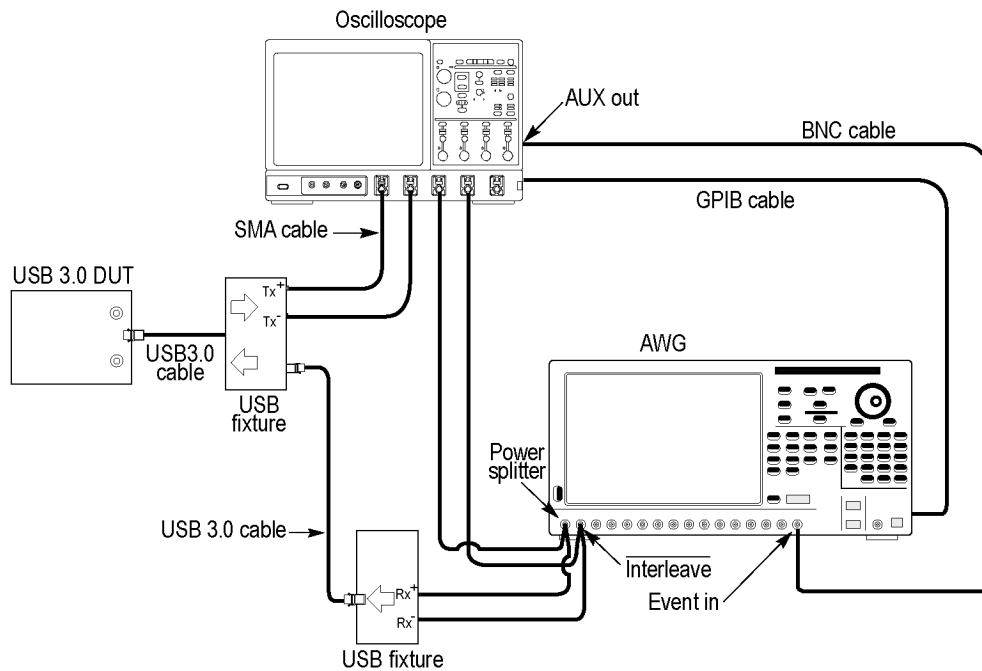 Oscilloscope
AUX out
BNC cable
GPIB cable
SMA cable
USB 3.0 DUT
Tx+
Tx-
USB3.0
cable
USB
fixture
AWG
Power
splitter
USB 3.0 cable
Interleave
Event in
Rx+
Rx-
USB fixture